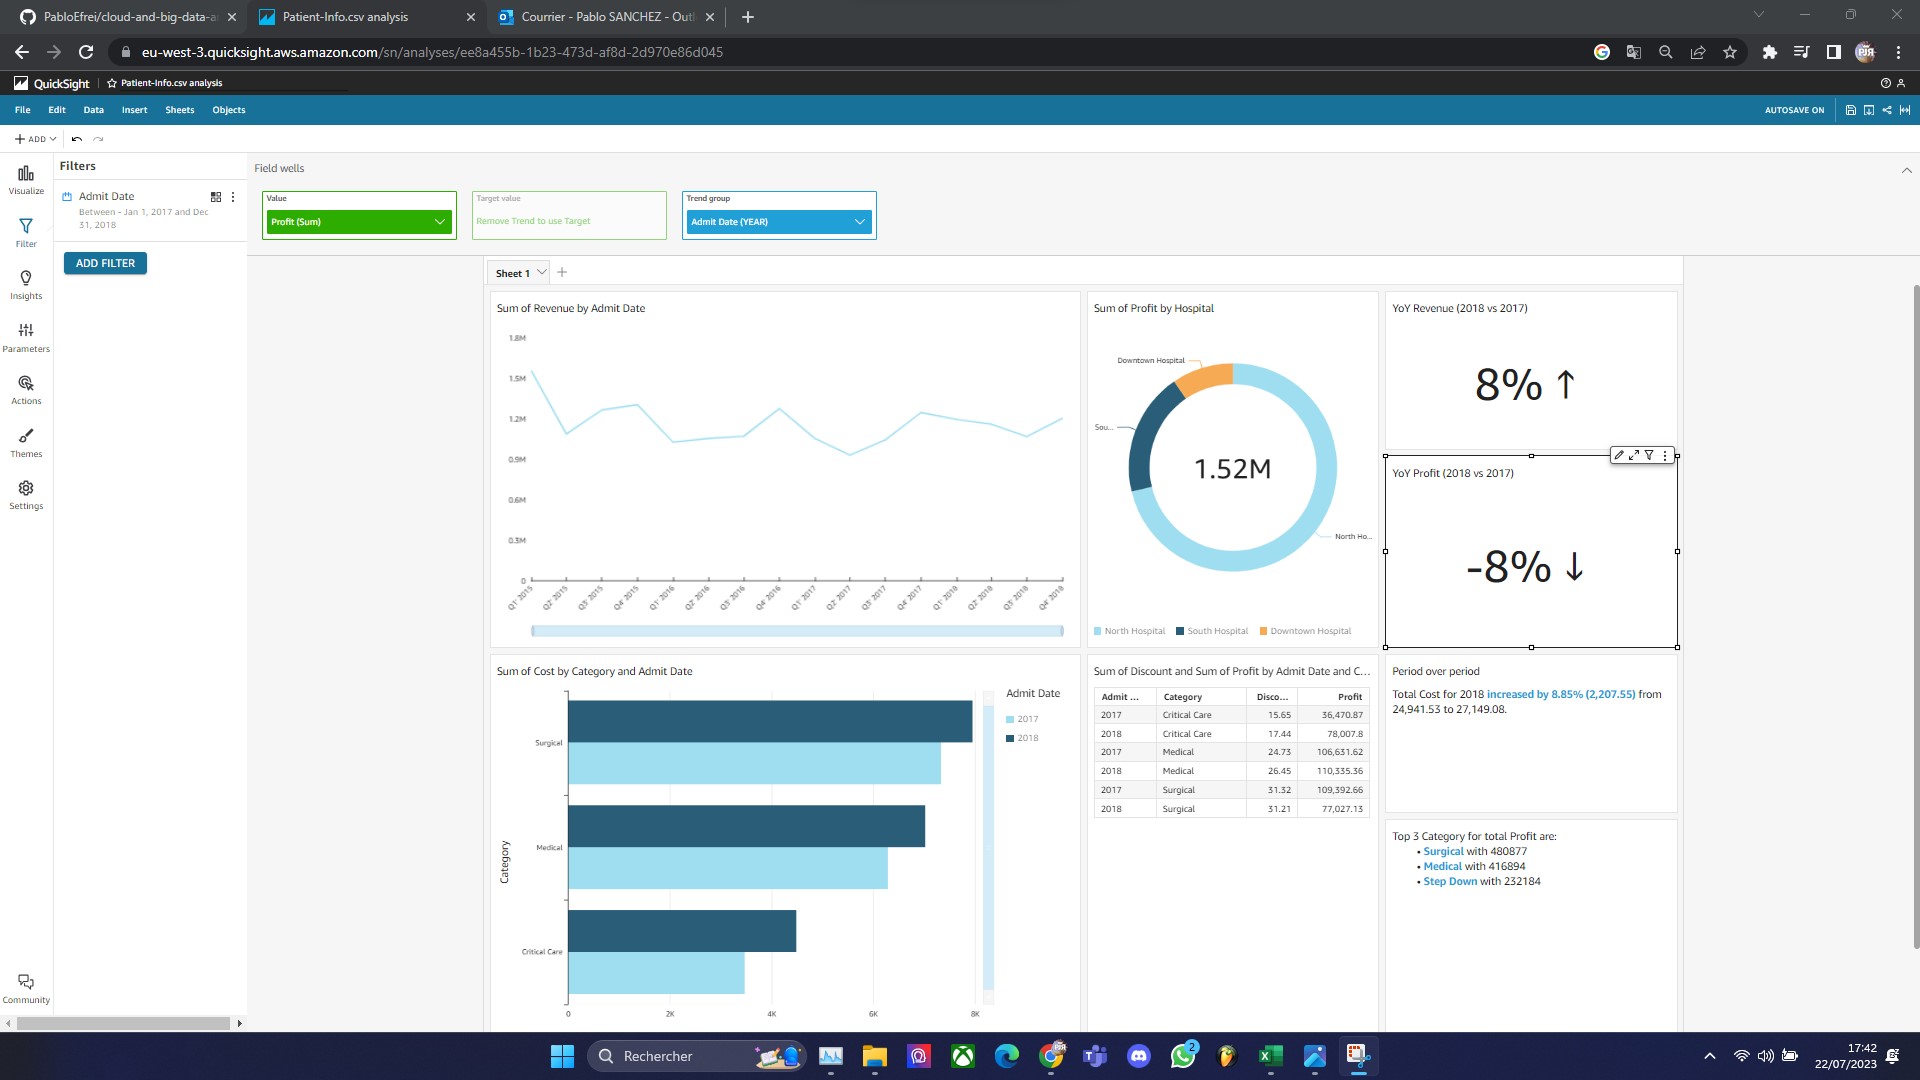 PabloEfrei/cloud-and-big-data-a
Patient-Info.csv analysis
Courrier - Pablo SANCHEZ - Outl
eu-west-3.quicksight.aws.amazon.com/sn/analyses/ee8a455b-1b23-473d-af8d-2d970e86d045
QuickSight
Patient-Info.csv analysis
File Edit Data Insert Sheets Objects
AUTOSAVE ON
ADD
Visualize
Filter
Insights
Parameters
Actions
Themes
Settings
Community
Filters
Admit Date
Between - Jan 1, 2017 and Dec
31, 2018
ADD FILTER
Field wells
Value
Profit (Sum)
Target value
Remove Trend to use Target
Trend group
Admit Date (YEAR)
Sheet 1
Sum of Revenue by Admit Date
1.8M
1.5M
1.2M
0.9M
0.6M
0.3M
0
Q1' 2015 Q2' 2015 Q3' 2015 Q4' 2015 Q1' 2016 Q2' 2016 Q3' 2016 Q4' 2016 Q1' 2017 Q2' 2017 Q3' 2017 Q4' 2017 Q1' 2018 Q2' 2018 Q3' 2018 Q4' 2018
Sum of Profit by Hospital
Downtown Hospital
Sou...
1.52M
North Ho...
North Hospital South Hospital Downtown Hospital
YoY Revenue (2018 vs 2017)
8% ↑
YoY Profit (2018 vs 2017)
-8% ↓
Sum of Cost by Category and Admit Date
Category
Surgical
Medical
Critical Care
0 2K 4K 6K 8K
Admit Date
2017
2018
Sum of Discount and Sum of Profit by Admit Date and C...
Admit ... Category Disco... Profit
2017 Critical Care 15.65 36,470.87
2018 Critical Care 17.44 78,007.8
2017 Medical 24.73 106,631.62
2018 Medical 26.45 110,335.36
2017 Surgical 31.32 109,392.66
2018 Surgical 31.21 77,027.13
Period over period
Total Cost for 2018 increased by 8.85% (2,207.55) from
24,941.53 to 27,149.08.
Top 3 Category for total Profit are:
• Surgical with 480877
• Medical with 416894
• Step Down with 232184
Rechercher
2
17:42
22/07/2023